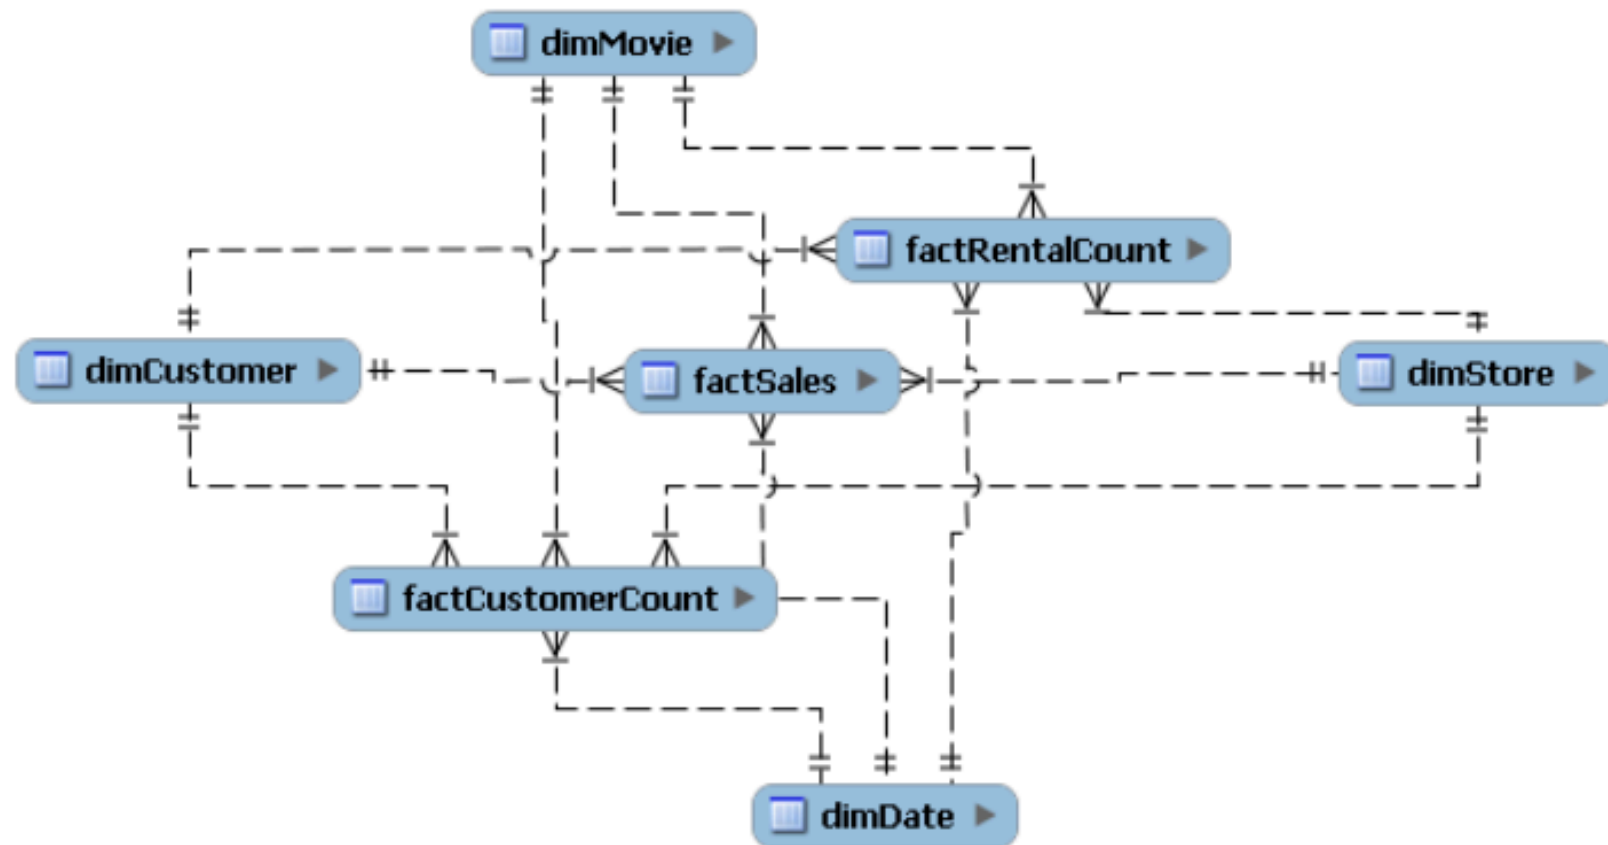 dimMovie
factRentalCount
dimCustomer
factSales
dimStore
factCustomerCount
dimDate